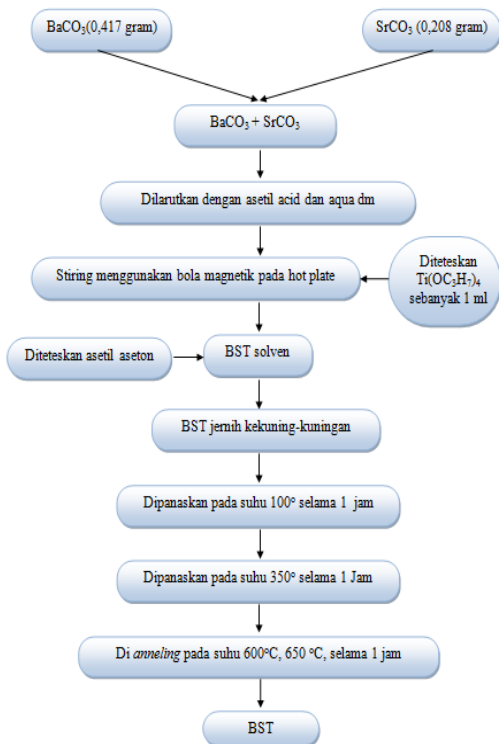 BaCO₃(0,417 gram)
SrCO₃ (0,208 gram)
BaCO₃ + SrCO₃
Dilarutkan dengan asetil acid dan aqua dm
Stiring menggunakan bola magnetik pada hot plate
Diteteskan
Ti(OC₃H₇)₄
sebanyak 1 ml
Diteteskan asetil aseton
BST solven
BST jernih kekuning-kuningan
Dipanaskan pada suhu 100° selama 1 jam
Dipanaskan pada suhu 350° selama 1 Jam
Di anneling pada suhu 600°C, 650 °C, selama 1 jam
BST